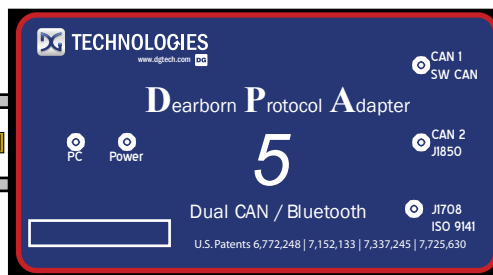 DG TECHNOLOGIES
www.dgtech.com DG
CAN 1
SW CAN
Dearborn Protocol Adapter
PC
Power
5
CAN 2
J1850
Dual CAN / Bluetooth
J1708
ISO 9141
U.S. Patents 6,772,248 | 7,152,133 | 7,337,245 | 7,725,630